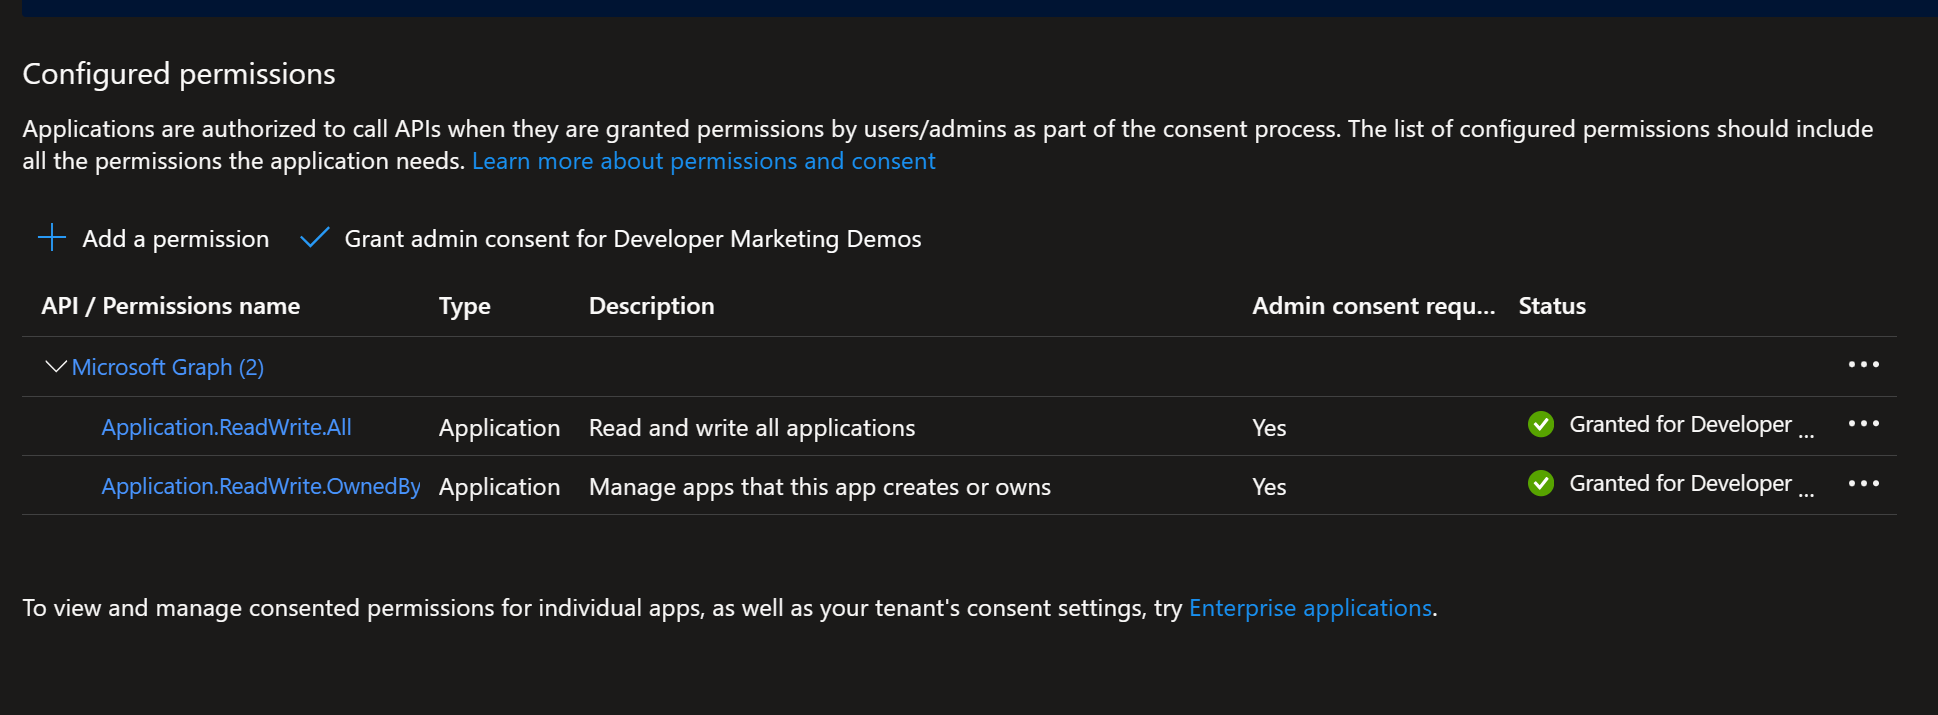 Configured permissions
Applications are authorized to call APIs when they are granted permissions by users/admins as part of the consent process. The list of configured permissions should include
all the permissions the application needs. Learn more about permissions and consent
Add a permission Grant admin consent for Developer Marketing Demos
API / Permissions name Type Description Admin consent requ... Status
Microsoft Graph (2)
Application.ReadWrite.All Application Read and write all applications Yes Granted for Developer ...
Application.ReadWrite.OwnedBy Application Manage apps that this app creates or owns Yes Granted for Developer ...
To view and manage consented permissions for individual apps, as well as your tenant's consent settings, try Enterprise applications.